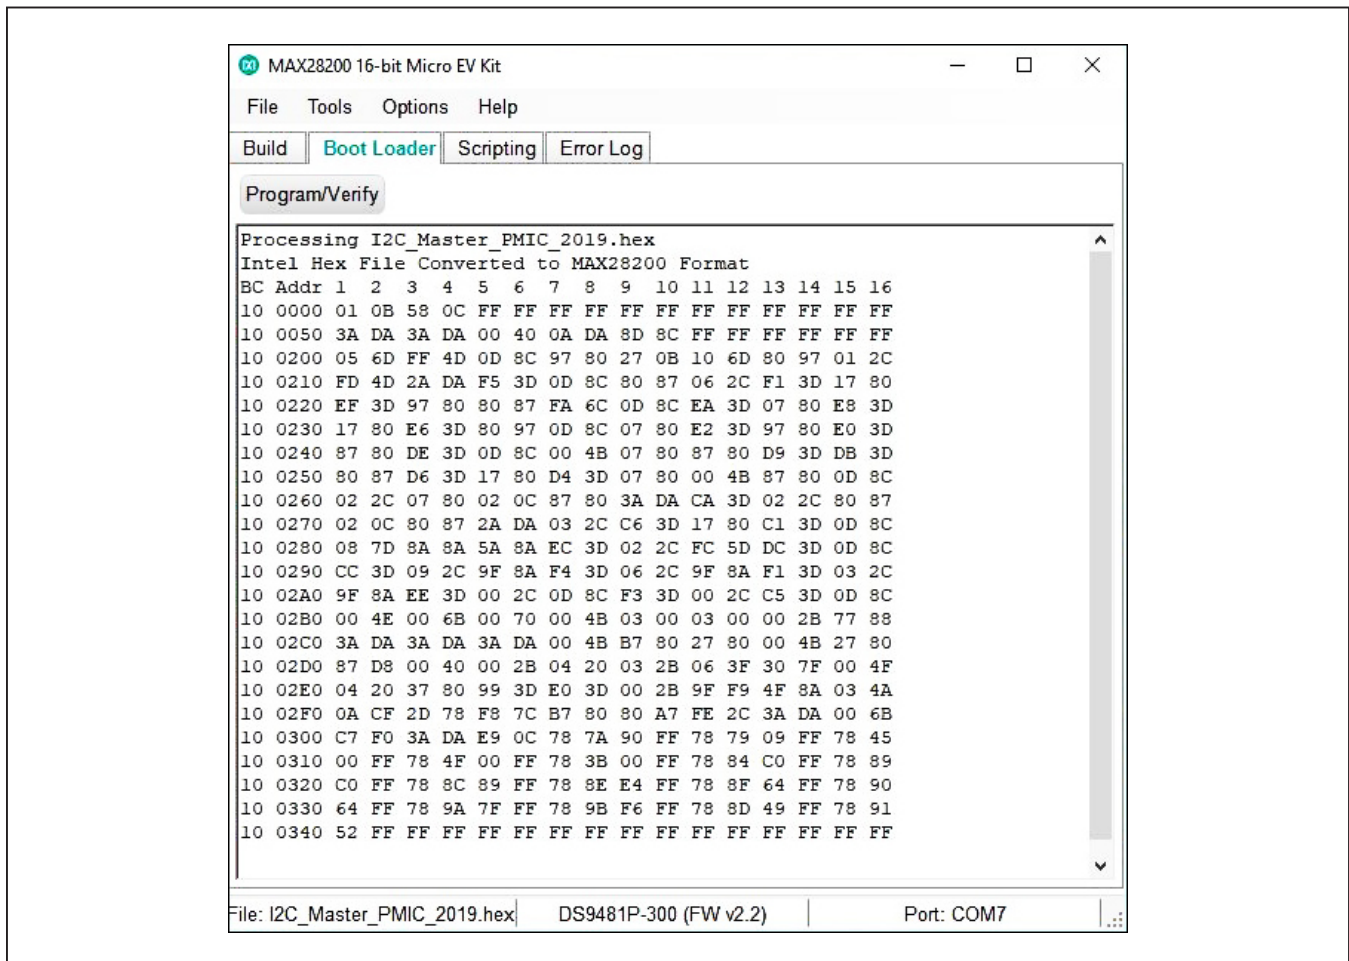 MAX28200 16-bit Micro EV Kit
File Tools Options Help
Build Boot Loader Scripting Error Log
Program/Verify
Processing I2C_Master_PMIC_2019.hex
Intel Hex File Converted to MAX28200 Format
BC Addr 1 2 3 4 5 6 7 8 9 10 11 12 13 14 15 16
10 0000 01 0B 58 0C FF FF FF FF FF FF FF FF FF FF FF FF
10 0050 3A DA 3A DA 00 40 0A DA 8D 8C FF FF FF FF FF FF
10 0200 05 6D FF 4D 0D 8C 97 80 27 0B 10 6D 80 97 01 2C
10 0210 FD 4D 2A DA F5 3D 0D 8C 80 87 06 2C F1 3D 17 80
10 0220 EF 3D 97 80 80 87 FA 6C 0D 8C EA 3D 07 80 E8 3D
10 0230 17 80 E6 3D 80 97 0D 8C 07 80 E2 3D 97 80 E0 3D
10 0240 87 80 DE 3D 0D 8C 00 4B 07 80 87 80 D9 3D DB 3D
10 0250 80 87 D6 3D 17 80 D4 3D 07 80 00 4B 87 80 0D 8C
10 0260 02 2C 07 80 02 0C 87 80 3A DA CA 3D 02 2C 80 87
10 0270 02 0C 80 87 2A DA 03 2C C6 3D 17 80 C1 3D 0D 8C
10 0280 08 7D 8A 8A 5A 8A EC 3D 02 2C FC 5D DC 3D 0D 8C
10 0290 CC 3D 09 2C 9F 8A F4 3D 06 2C 9F 8A F1 3D 03 2C
10 02A0 9F 8A EE 3D 00 2C 0D 8C F3 3D 00 2C C5 3D 0D 8C
10 02B0 00 4E 00 6B 00 70 00 4B 03 00 03 00 00 2B 77 88
10 02C0 3A DA 3A DA 3A DA 00 4B B7 80 27 80 00 4B 27 80
10 02D0 87 D8 00 40 00 2B 04 20 03 2B 06 3F 30 7F 00 4F
10 02E0 04 20 37 80 99 3D E0 3D 00 2B 9F F9 4F 8A 03 4A
10 02F0 0A CF 2D 78 F8 7C B7 80 80 A7 FE 2C 3A DA 00 6B
10 0300 C7 F0 3A DA E9 0C 78 7A 90 FF 78 79 09 FF 78 45
10 0310 00 FF 78 4F 00 FF 78 3B 00 FF 78 84 C0 FF 78 89
10 0320 C0 FF 78 8C 89 FF 78 8E E4 FF 78 8F 64 FF 78 90
10 0330 64 FF 78 9A 7F FF 78 9B F6 FF 78 8D 49 FF 78 91
10 0340 52 FF FF FF FF FF FF FF FF FF FF FF FF FF FF FF
File: I2C_Master_PMIC_2019.hex DS9481P-300 (FW v2.2) Port: COM7